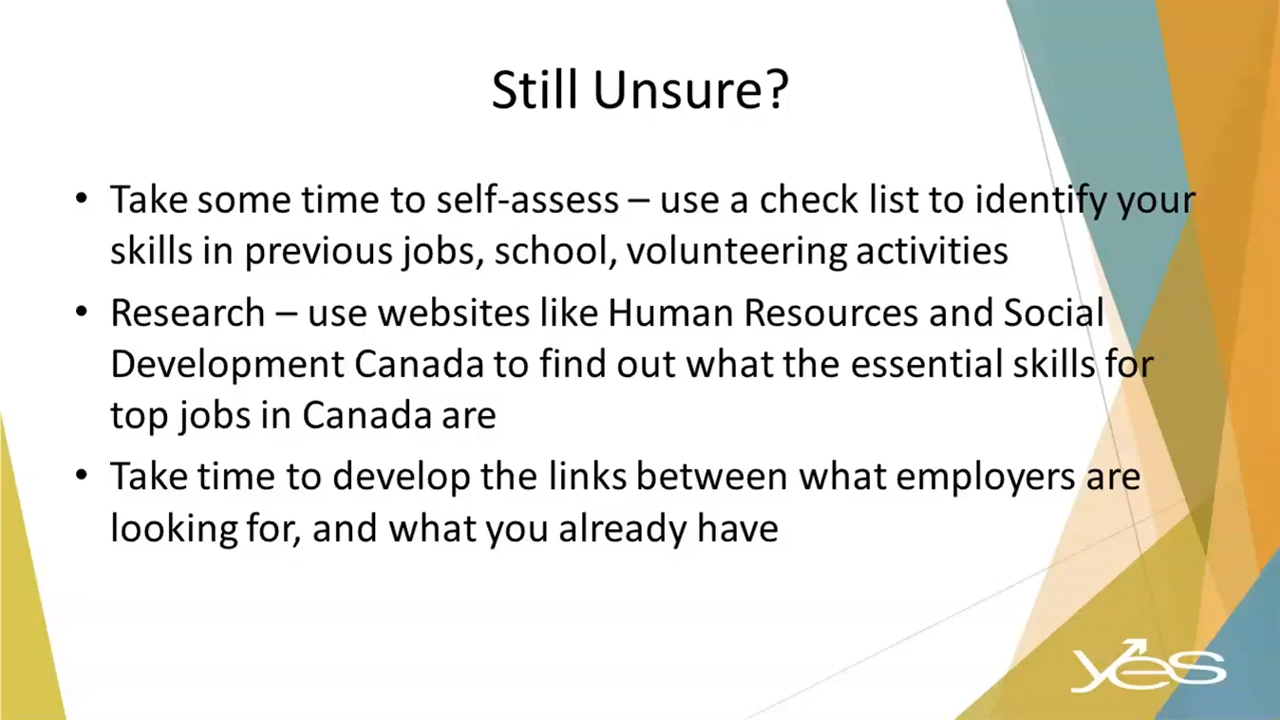 Still Unsure?
• Take some time to self-assess – use a check list to identify your
skills in previous jobs, school, volunteering activities
• Research – use websites like Human Resources and Social
Development Canada to find out what the essential skills for
top jobs in Canada are
• Take time to develop the links between what employers are
looking for, and what you already have
yes